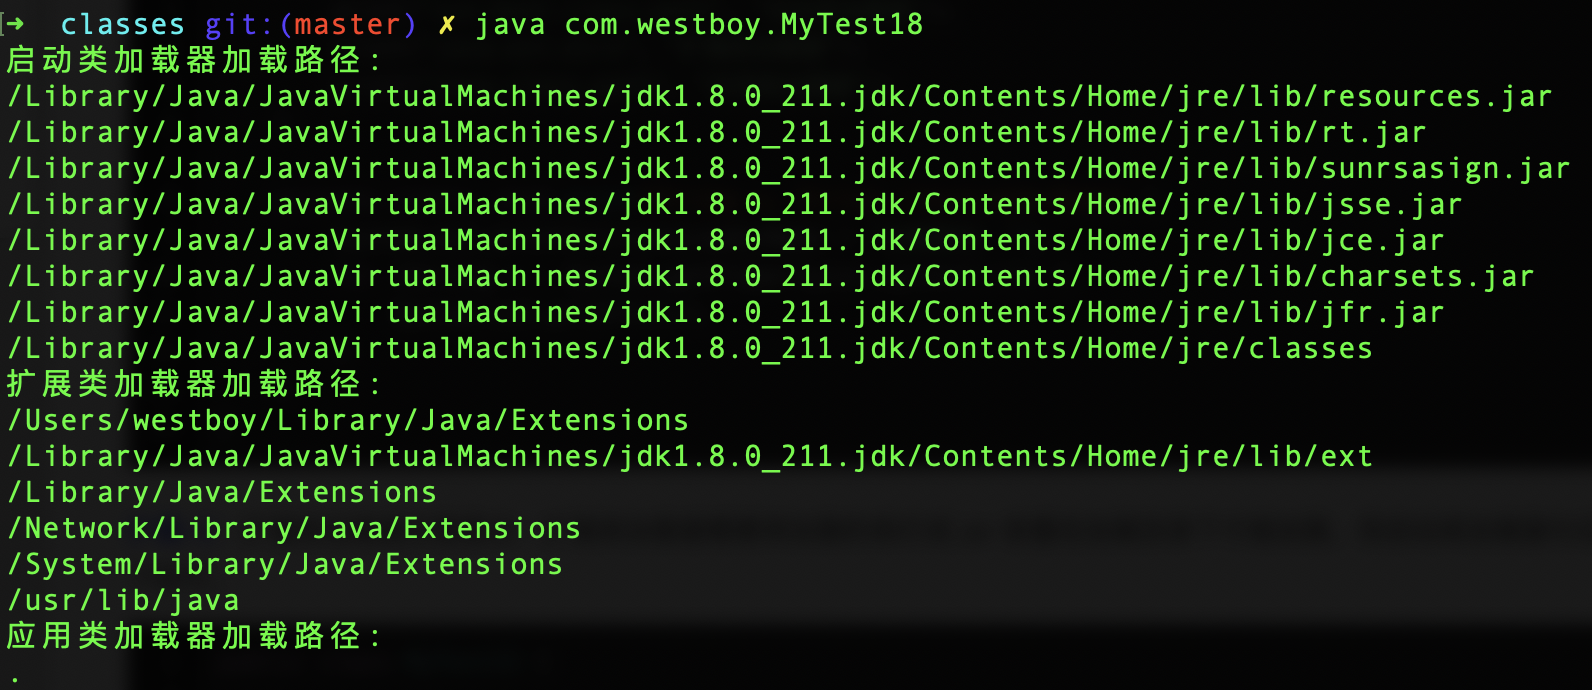 ➜  classes git:(master) ✗ java com.westboy.MyTest18
启动类加载器加载路径：
/Library/Java/JavaVirtualMachines/jdk1.8.0_211.jdk/Contents/Home/jre/lib/resources.jar
/Library/Java/JavaVirtualMachines/jdk1.8.0_211.jdk/Contents/Home/jre/lib/rt.jar
/Library/Java/JavaVirtualMachines/jdk1.8.0_211.jdk/Contents/Home/jre/lib/sunrsasign.jar
/Library/Java/JavaVirtualMachines/jdk1.8.0_211.jdk/Contents/Home/jre/lib/jsse.jar
/Library/Java/JavaVirtualMachines/jdk1.8.0_211.jdk/Contents/Home/jre/lib/jce.jar
/Library/Java/JavaVirtualMachines/jdk1.8.0_211.jdk/Contents/Home/jre/lib/charsets.jar
/Library/Java/JavaVirtualMachines/jdk1.8.0_211.jdk/Contents/Home/jre/lib/jfr.jar
/Library/Java/JavaVirtualMachines/jdk1.8.0_211.jdk/Contents/Home/jre/classes
扩展类加载器加载路径：
/Users/westboy/Library/Java/Extensions
/Library/Java/JavaVirtualMachines/jdk1.8.0_211.jdk/Contents/Home/jre/lib/ext
/Library/Java/Extensions
/Network/Library/Java/Extensions
/System/Library/Java/Extensions
/usr/lib/java
应用类加载器加载路径：
.